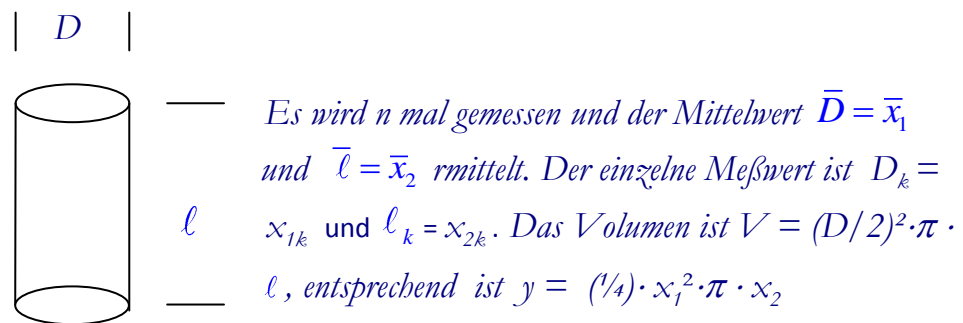 D
Es wird n mal gemessen und der Mittelwert D̅ = x̅₁
und ℓ̅ = x̅₂ rmittelt. Der einzelne Meßwert ist Dₖ =
ℓ
x₁ₖ und ℓₖ = x₂ₖ. Das Volumen ist V = (D/2)²·π ·
ℓ, entsprechend ist y = (¼)· x₁²·π · x₂